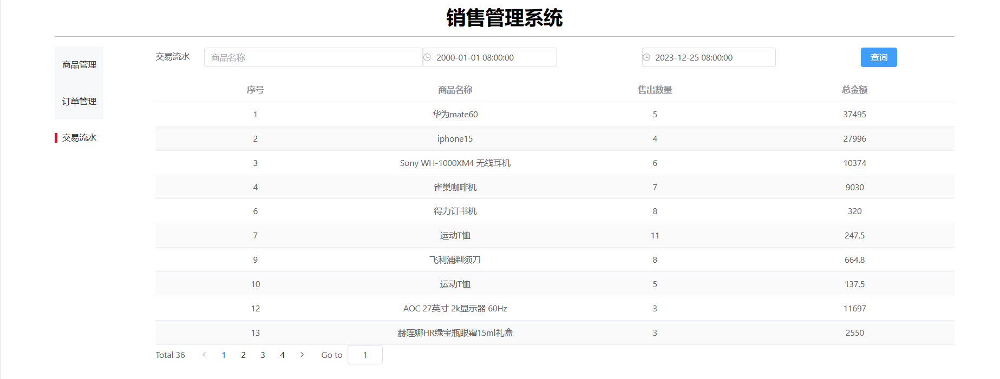 销售管理系统
商品管理
订单管理
交易流水
交易流水 商品名称 2000-01-01 08:00:00 2023-12-25 08:00:00 查询
序号 商品名称 售出数量 总金额
1 华为mate60 5 37495
2 iphone15 4 27996
3 Sony WH-1000XM4 无线耳机 6 10374
4 雀巢咖啡机 7 9030
6 得力订书机 8 320
7 运动T恤 11 247.5
9 飞利浦剃须刀 8 664.8
10 运动T恤 5 137.5
12 AOC 27英寸 2k显示器 60Hz 3 11697
13 赫莲娜HR绿宝瓶眼霜15ml礼盒 3 2550
Total 36 1 2 3 4 Go to 1